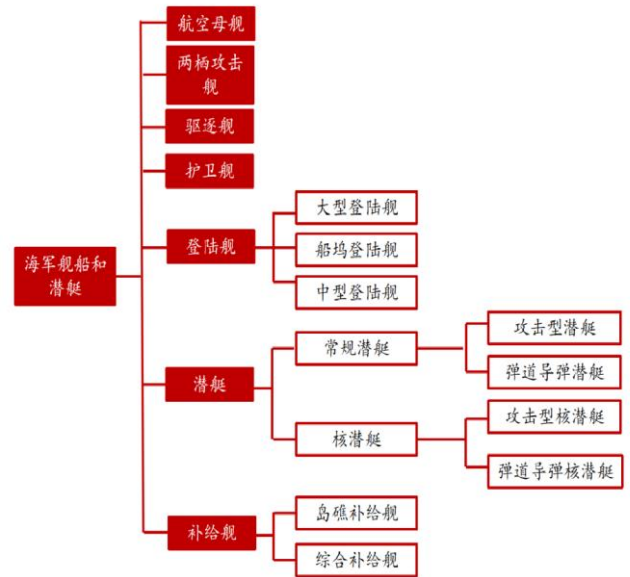 航空母舰
两栖攻击
舰
驱逐舰
护卫舰
大型登陆舰
登陆舰
船坞登陆舰
中型登陆舰
海军舰船和
潜艇
攻击型潜艇
常规潜艇
弹道导弹潜艇
潜艇
攻击型核潜艇
核潜艇
弹道导弹核潜艇
岛礁补给舰
补给舰
综合补给舰